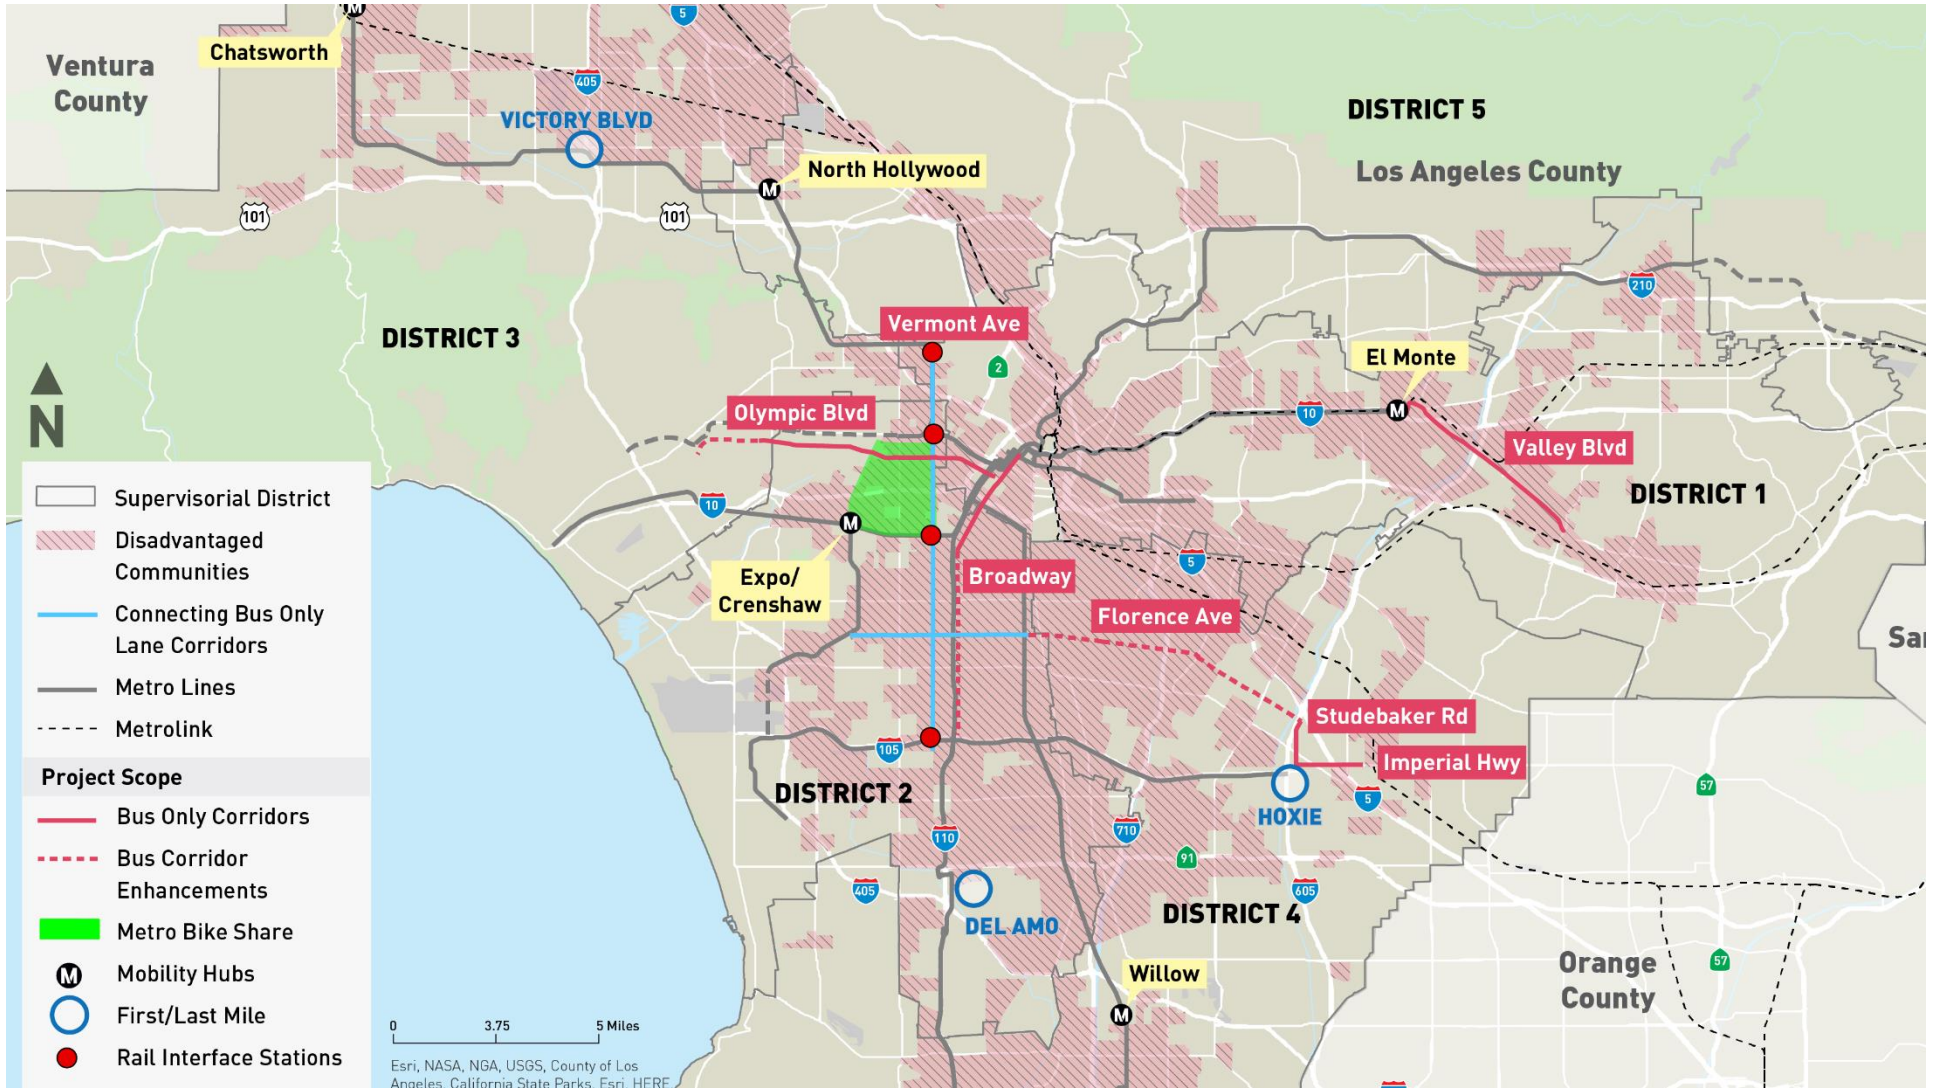 M
5
Chatsworth
Ventura
County
405
DISTRICT 5
VICTORY BLVD
North Hollywood
Los Angeles County
M
101
101
210
Vermont Ave
DISTRICT 3
El Monte
2
N
Olympic Blvd
10
M
Valley Blvd
DISTRICT 1
10
M
5
Expo/
Crenshaw
Broadway
Florence Ave
Sa
Studebaker Rd
105
Imperial Hwy
DISTRICT 2
5
57
HOXIE
110
710
91
405
605
DISTRICT 4
DEL AMO
Willow
57
Orange
County
M
Supervisorial District
Disadvantaged
Communities
Connecting Bus Only
Lane Corridors
Metro Lines
Metrolink
Project Scope
Bus Only Corridors
Bus Corridor
Enhancements
Metro Bike Share
M Mobility Hubs
First/Last Mile
Rail Interface Stations
0 3.75 5 Miles
Esri, NASA, NGA, USGS, County of Los
Angeles, California State Parks, Esri, HERE